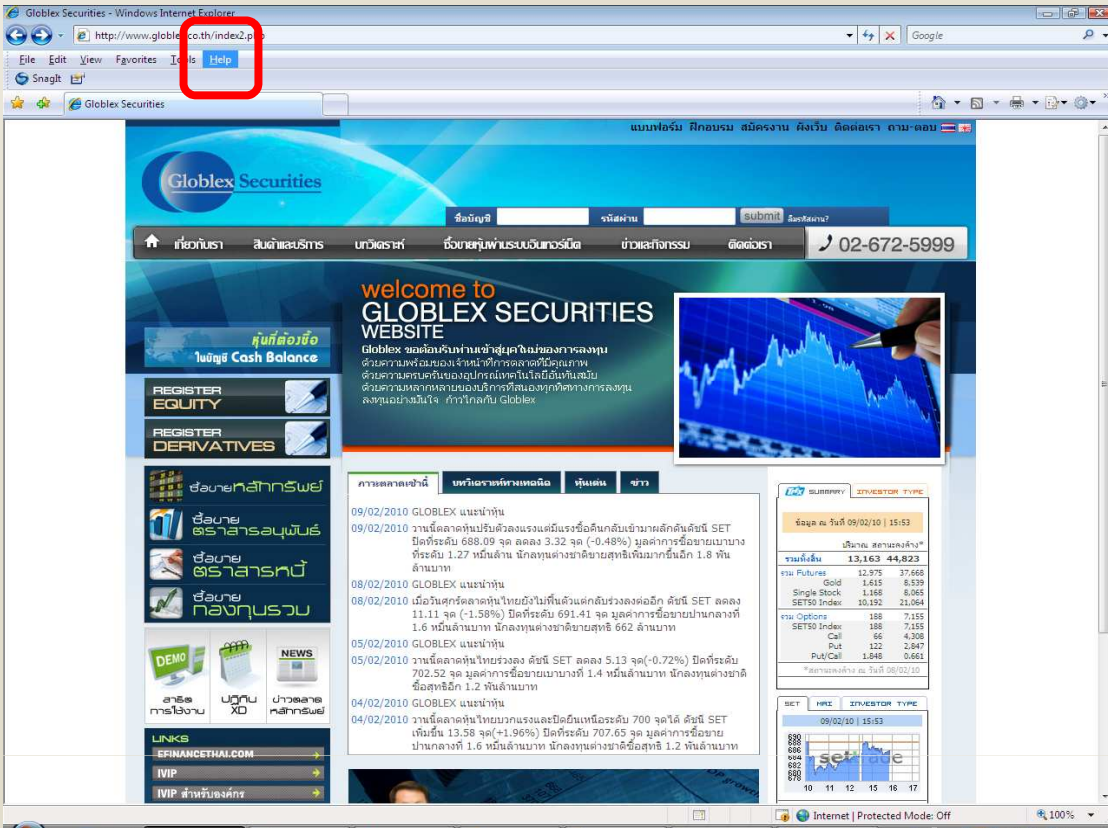 Globlex Securities - Windows Internet Explorer
http://www.globlex.co.th/index2.php
Google
File Edit View Favorites Tools Help
SnagIt
Globlex Securities
แบบฟอร์ม ฝึกอบรม สมัครงาน ผังเว็บ ติดต่อเรา ถาม-ตอบ
Globlex Securities
ชื่อบัญชี รหัสผ่าน submit ลืมรหัสผ่าน?
เกี่ยวกับเรา สินค้าและบริการ บทวิเคราะห์ ซื้อขายหุ้นผ่านระบบอินเทอร์เน็ต ข่าวและกิจกรรม ติดต่อเรา 02-672-5999
welcome to
GLOBLEX SECURITIES
WEBSITE
Globlex ขอต้อนรับท่านเข้าสู่ยุคใหม่ของการลงทุน
ด้วยความพร้อมของเจ้าหน้าที่การตลาดที่มีคุณภาพ
ด้วยความครบครันของอุปกรณ์เทคโนโลยีอันทันสมัย
ด้วยความหลากหลายของบริการที่สนองทุกทิศทางการลงทุน
ลงทุนอย่างมั่นใจ ก้าวไกลกับ Globlex
หุ้นที่ต้องซื้อ
ในบัญชี Cash Balance
REGISTER
EQUITY
REGISTER
DERIVATIVES
ซื้อขายหลักทรัพย์
ซื้อขาย
ตราสารอนุพันธ์
ซื้อขาย
ตราสารหนี้
ซื้อขาย
กองทุนรวม
DEMO NEWS
สาธิต
การใช้งาน
ปฏิทิน
XD
ข่าวตลาด
หลักทรัพย์
LINKS
EFINANCETHAI.COM
IVIP
IVIP สำหรับองค์กร
ภาวะตลาดเช้านี้ บทวิเคราะห์ทางเทคนิค หุ้นเด่น ข่าว
09/02/2010 GLOBLEX แนะนำหุ้น
09/02/2010 วานนี้ตลาดหุ้นปรับตัวลงแรงแต่มีแรงซื้อคืนกลับเข้ามาผลักดันดัชนี SET
ปิดที่ระดับ 688.09 จุด ลดลง 3.32 จุด (-0.48%) มูลค่าการซื้อขายเบาบาง
ที่ระดับ 1.27 หมื่นล้าน นักลงทุนต่างชาติขายสุทธิเพิ่มมากขึ้นอีก 1.8 พัน
ล้านบาท
08/02/2010 GLOBLEX แนะนำหุ้น
08/02/2010 เมื่อวันศุกร์ตลาดหุ้นไทยยังไม่ฟื้นตัวแต่กลับร่วงลงต่ออีก ดัชนี SET ลดลง
11.11 จุด (-1.58%) ปิดที่ระดับ 691.41 จุด มูลค่าการซื้อขายปานกลางที่
1.6 หมื่นล้านบาท นักลงทุนต่างชาติขายสุทธิ 662 ล้านบาท
05/02/2010 GLOBLEX แนะนำหุ้น
05/02/2010 วานนี้ตลาดหุ้นไทยร่วงลง ดัชนี SET ลดลง 5.13 จุด(-0.72%) ปิดที่ระดับ
702.52 จุด มูลค่าการซื้อขายเบาบางที่ 1.4 หมื่นล้านบาท นักลงทุนต่างชาติ
ซื้อสุทธิอีก 1.2 พันล้านบาท
04/02/2010 GLOBLEX แนะนำหุ้น
04/02/2010 วานนี้ตลาดหุ้นไทยบวกแรงและปิดยืนเหนือระดับ 700 จุดได้ ดัชนี SET
เพิ่มขึ้น 13.58 จุด(+1.96%) ปิดที่ระดับ 707.65 จุด มูลค่าการซื้อขาย
ปานกลางที่ 1.6 หมื่นล้านบาท นักลงทุนต่างชาติซื้อสุทธิ 1.2 พันล้านบาท
SUMMARY INVESTOR TYPE
ข้อมูล ณ วันที่ 09/02/10 | 15:53
ปริมาณ สถานะคงค้าง*
รวมทั้งสิ้น 13,163 44,823
รวม Futures 12,975 37,668
Gold 1,615 8,539
Single Stock 1,168 8,065
SET50 Index 10,192 21,064
รวม Options 188 7,155
SET50 Index 188 7,155
Call 66 4,308
Put 122 2,847
Put/Call 1.848 0.661
*สถานะคงค้าง ณ วันที่ 08/02/10
SET MAI INVESTOR TYPE
09/02/10 | 15:53
690
688
686
684
682
680
678
settrade
10 11 12 15 16 17
Internet | Protected Mode: Off 100%